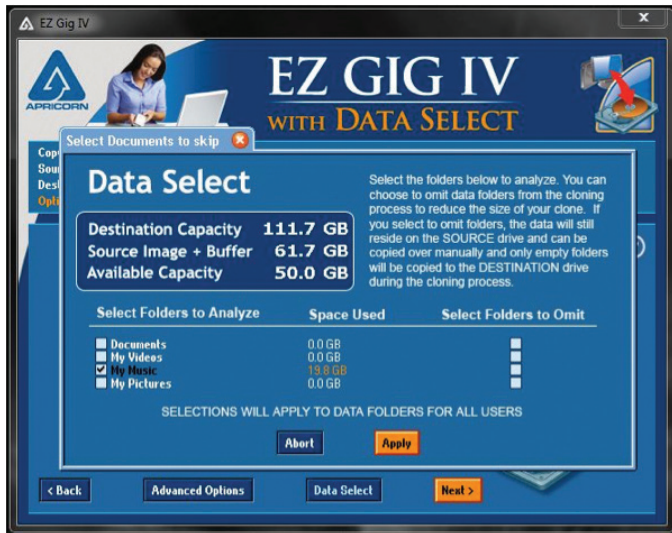 EZ Gig IV
x
APRICORN
EZ GIG IV
WITH DATA SELECT
Select Documents to skip
Data Select
Select the folders below to analyze. You can
choose to omit data folders from the cloning
process to reduce the size of your clone. If
you select to omit folders, the data will still
reside on the SOURCE drive and can be
copied over manually and only empty folders
will be copied to the DESTINATION drive
during the cloning process.
Destination Capacity 111.7 GB
Source Image + Buffer 61.7 GB
Available Capacity 50.0 GB
Select Folders to Analyze Space Used Select Folders to Omit
Documents 0.0 GB
My Videos 0.0 GB
My Music 19.8 GB
My Pictures 0.0 GB
SELECTIONS WILL APPLY TO DATA FOLDERS FOR ALL USERS
Abort Apply
< Back Advanced Options Data Select Next >